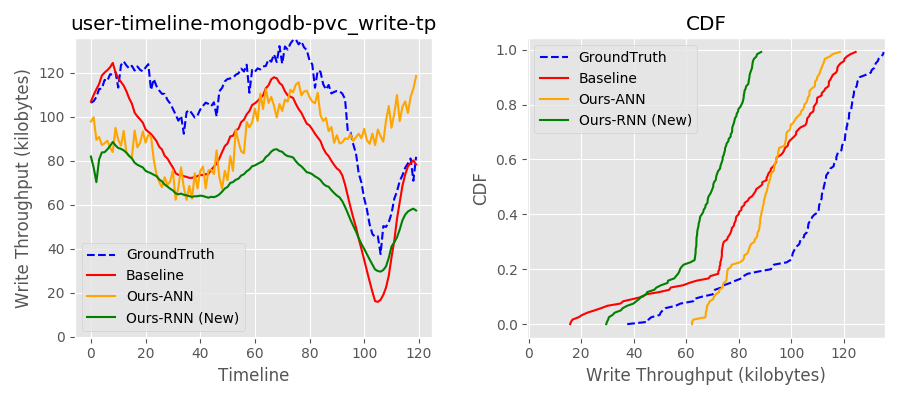 user-timeline-mongodb-pvc_write-tp
Write Throughput (kilobytes)
120
100
80
60
40
20
0
GroundTruth
Baseline
Ours-ANN
Ours-RNN (New)
0 20 40 60 80 100 120
Timeline
CDF
CDF
1.0
0.8
0.6
0.4
0.2
0.0
GroundTruth
Baseline
Ours-ANN
Ours-RNN (New)
0 20 40 60 80 100 120
Write Throughput (kilobytes)